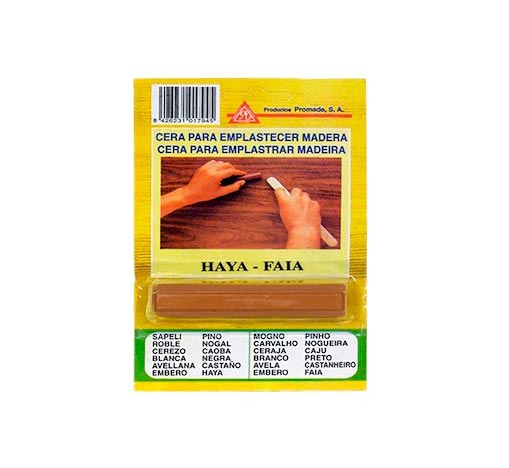 8 426231 017945
Productos Promade, S. A.
CERA PARA EMPLASTECER MADERA
CERA PARA EMPLASTRAR MADEIRA
HAYA - FAIA
SAPELI PINO MOGNO PINHO
ROBLE NOGAL CARVALHO NOGUEIRA
CEREZO CAOBA CERAJA CAJU
BLANCA NEGRA BRANCO PRETO
AVELLANA CASTAÑO AVELA CASTANHEIRO
EMBERO HAYA EMBERO FAIA